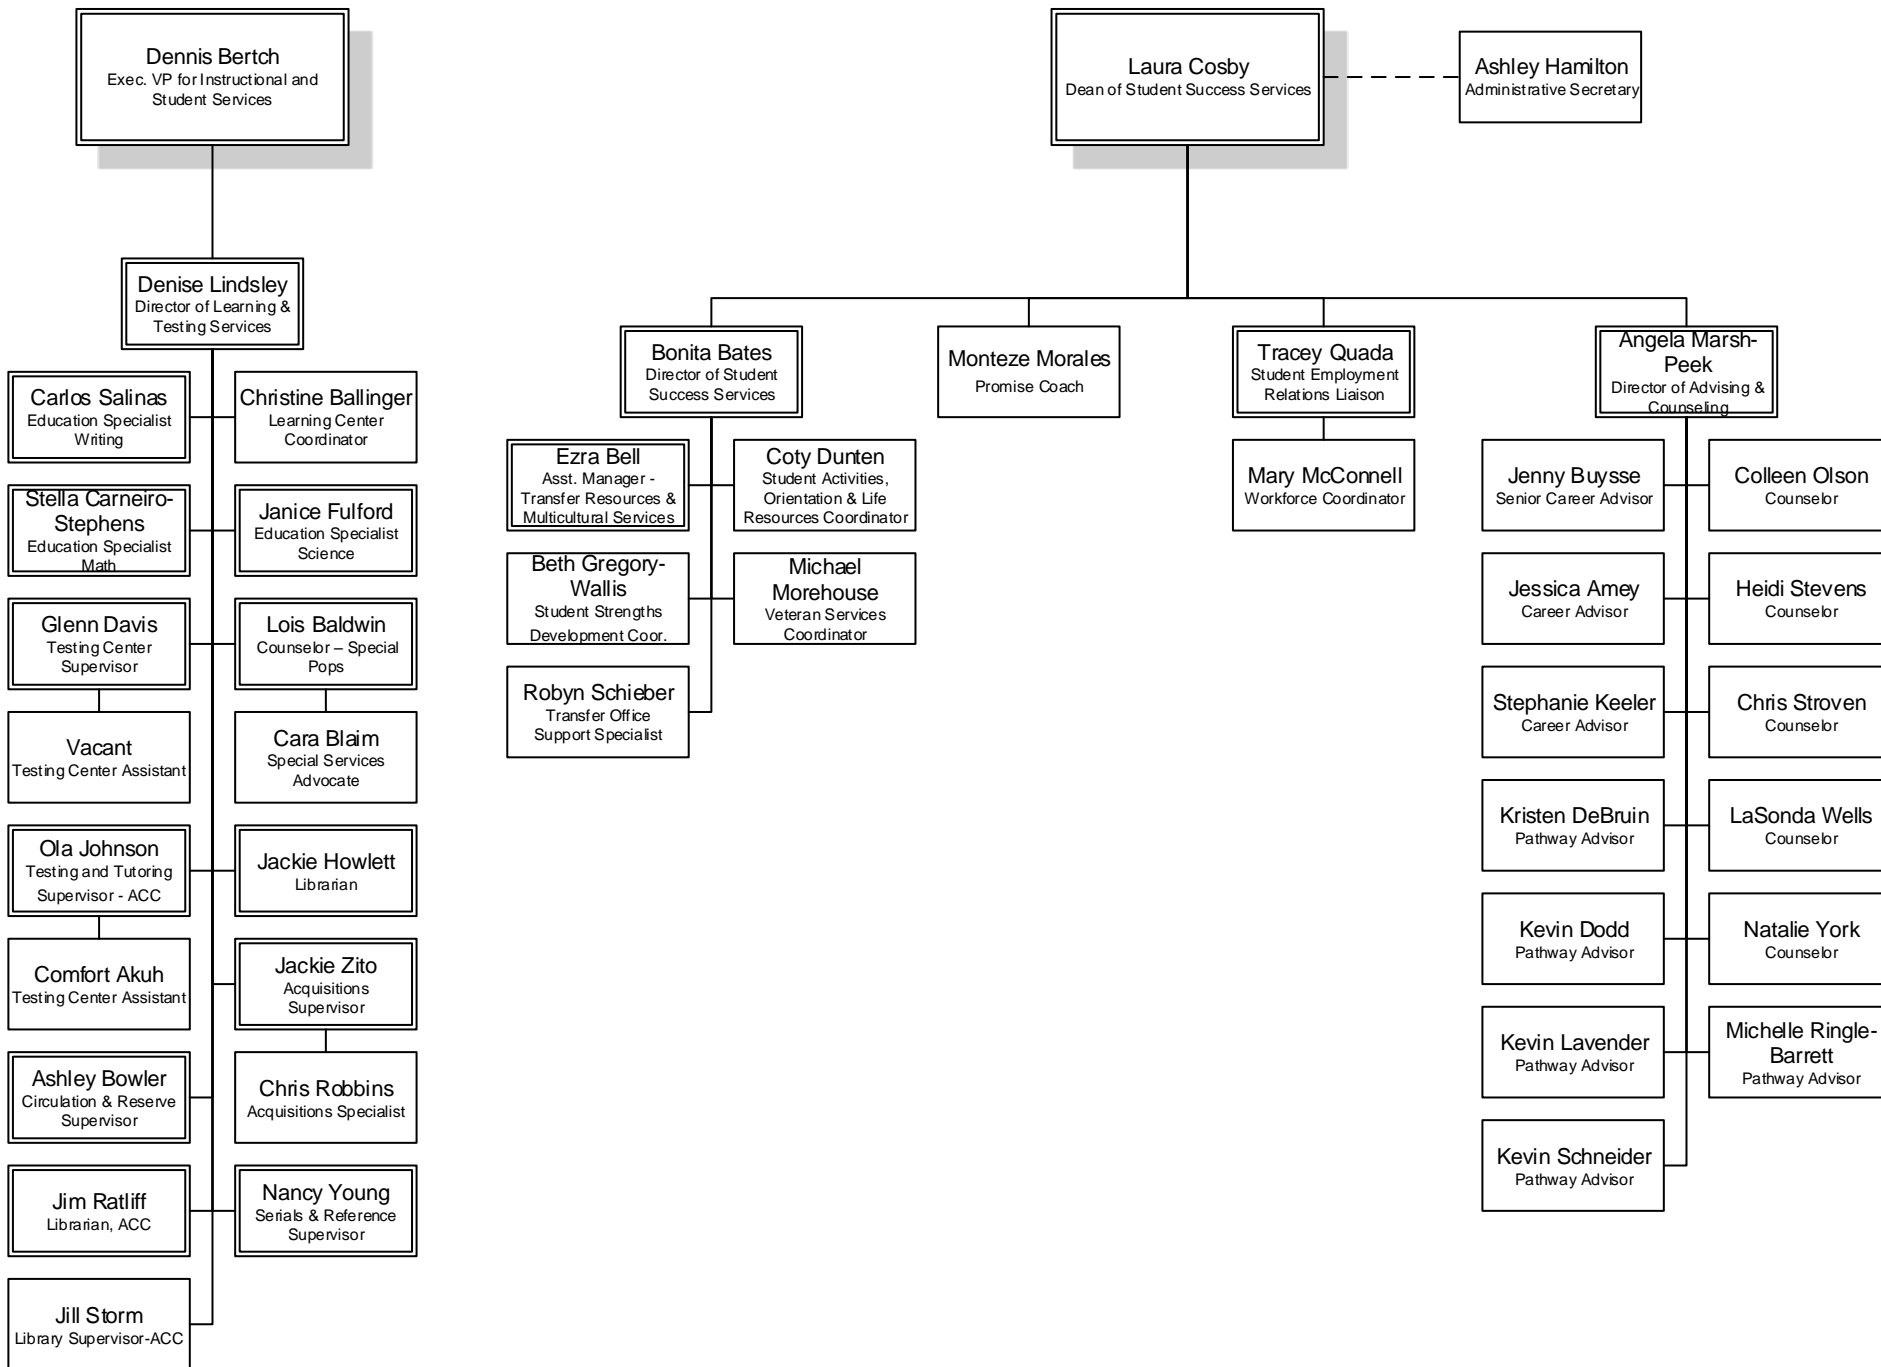 Dennis Bertch
Exec. VP for Instructional and
Student Services
Laura Cosby
Dean of Student Success Services
Ashley Hamilton
Administrative Secretary
Denise Lindsley
Director of Learning &
Testing Services
Carlos Salinas
Education Specialist
Writing
Christine Ballinger
Learning Center
Coordinator
Stella Carneiro-
Stephens
Education Specialist
Math
Janice Fulford
Education Specialist
Science
Glenn Davis
Testing Center
Supervisor
Lois Baldwin
Counselor – Special
Pops
Vacant
Testing Center Assistant
Cara Blaim
Special Services
Advocate
Ola Johnson
Testing and Tutoring
Supervisor - ACC
Jackie Howlett
Librarian
Comfort Akuh
Testing Center Assistant
Jackie Zito
Acquisitions
Supervisor
Ashley Bowler
Circulation & Reserve
Supervisor
Chris Robbins
Acquisitions Specialist
Jim Ratliff
Librarian, ACC
Nancy Young
Serials & Reference
Supervisor
Jill Storm
Library Supervisor-ACC
Bonita Bates
Director of Student
Success Services
Ezra Bell
Asst. Manager -
Transfer Resources &
Multicultural Services
Coty Dunten
Student Activities,
Orientation & Life
Resources Coordinator
Beth Gregory-
Wallis
Student Strengths
Development Coor.
Michael
Morehouse
Veteran Services
Coordinator
Robyn Schieber
Transfer Office
Support Specialist
Monteze Morales
Promise Coach
Tracey Quada
Student Employment
Relations Liaison
Mary McConnell
Workforce Coordinator
Angela Marsh-
Peek
Director of Advising &
Counseling
Jenny Buysse
Senior Career Advisor
Colleen Olson
Counselor
Jessica Amey
Career Advisor
Heidi Stevens
Counselor
Stephanie Keeler
Career Advisor
Chris Stroven
Counselor
Kristen DeBruin
Pathway Advisor
LaSonda Wells
Counselor
Kevin Dodd
Pathway Advisor
Natalie York
Counselor
Kevin Lavender
Pathway Advisor
Michelle Ringle-
Barrett
Pathway Advisor
Kevin Schneider
Pathway Advisor